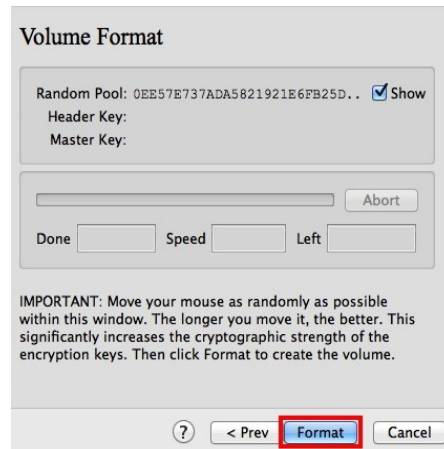 Volume Format
Random Pool: 0EE57E737ADA5821921E6FB25D.. Show
Header Key:
Master Key:
Abort
Done Speed Left
IMPORTANT: Move your mouse as randomly as possible
within this window. The longer you move it, the better. This
significantly increases the cryptographic strength of the
encryption keys. Then click Format to create the volume.
? < Prev Format Cancel